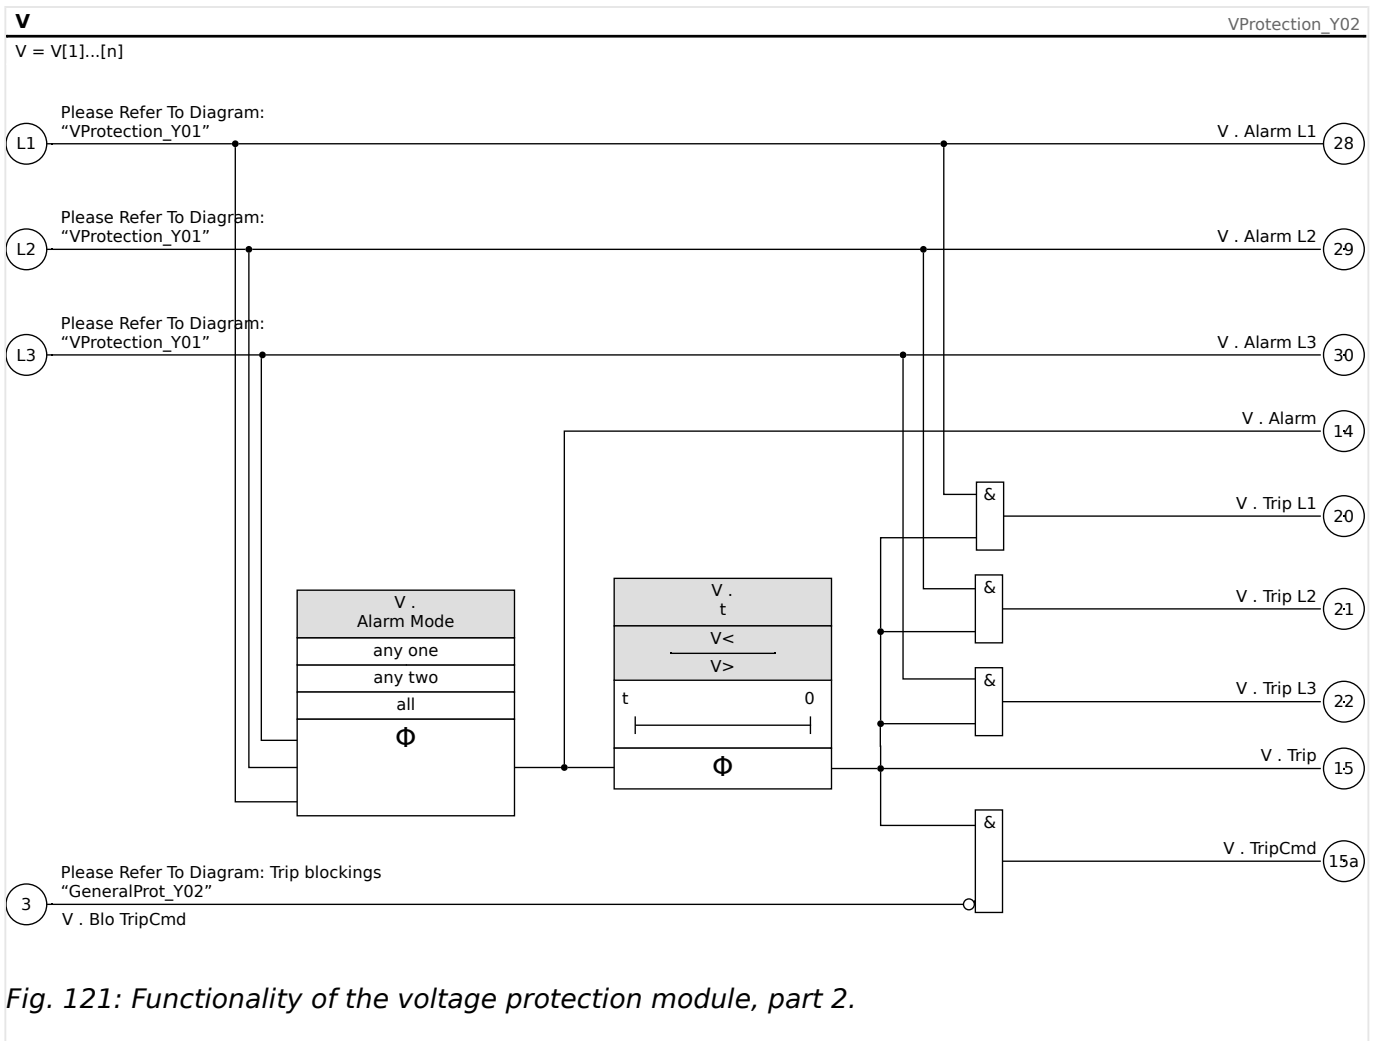 V
VProtection_Y02
V = V[1]...[n]
Please Refer To Diagram:
“VProtection_Y01”
L1
V . Alarm L1
28
Please Refer To Diagram:
“VProtection_Y01”
L2
V . Alarm L2
29
Please Refer To Diagram:
“VProtection_Y01”
L3
V . Alarm L3
30
V . Alarm
14
&
V . Trip L1
20
&
V . Trip L2
21
&
V . Trip L3
22
V .
Alarm Mode
any one
any two
all
Φ
V .
t
V<
V>
t 0
Φ
V . Trip
15
&
V . TripCmd
15a
Please Refer To Diagram: Trip blockings
“GeneralProt_Y02”
3
V . Blo TripCmd
Fig. 121: Functionality of the voltage protection module, part 2.